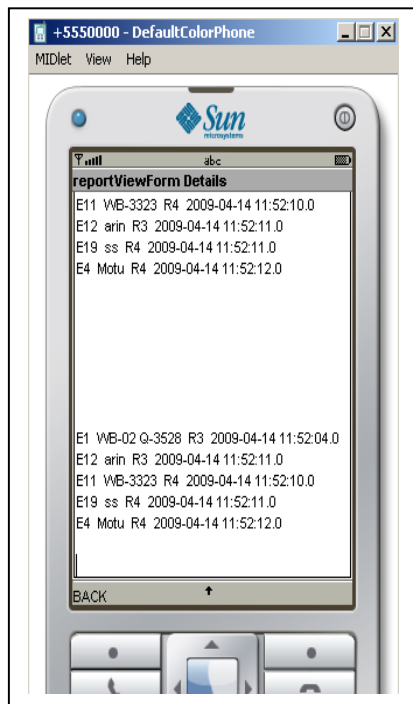 +5550000 - DefaultColorPhone
MIDlet View Help
Sun
microsystems
abc
reportViewForm Details
E11 WB-3323 R4 2009-04-14 11:52:10.0
E12 arin R3 2009-04-14 11:52:11.0
E19 ss R4 2009-04-14 11:52:11.0
E4 Motu R4 2009-04-14 11:52:12.0
E1 WB-02 Q-3528 R3 2009-04-14 11:52:04.0
E12 arin R3 2009-04-14 11:52:11.0
E11 WB-3323 R4 2009-04-14 11:52:10.0
E19 ss R4 2009-04-14 11:52:11.0
E4 Motu R4 2009-04-14 11:52:12.0
BACK